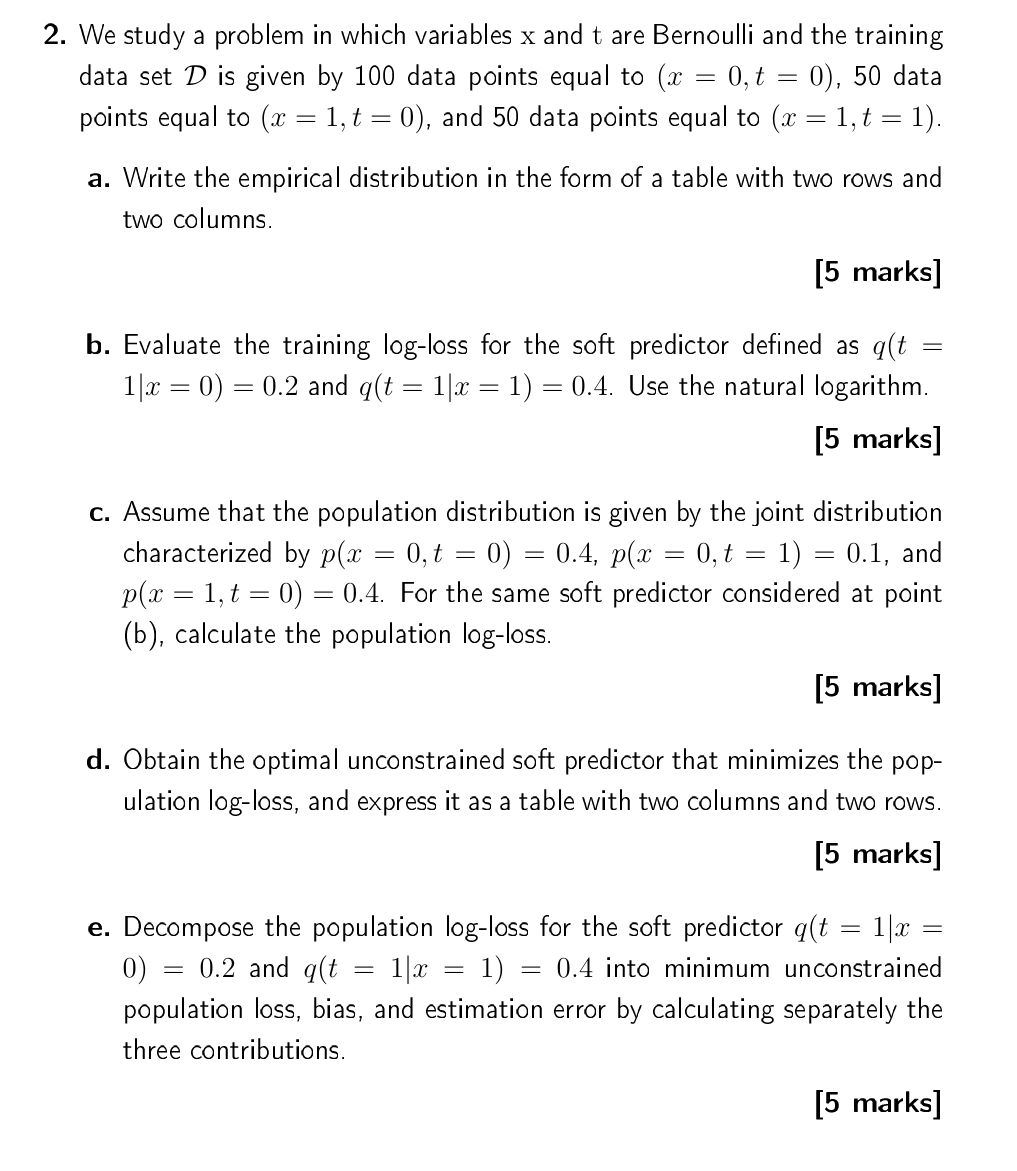 2. We study a problem in which variables x and t are Bernoulli and the training
data set 𝒟 is given by 100 data points equal to (x = 0, t = 0), 50 data
points equal to (x = 1, t = 0), and 50 data points equal to (x = 1, t = 1).
a. Write the empirical distribution in the form of a table with two rows and
two columns.
[5 marks]
b. Evaluate the training log-loss for the soft predictor defined as q(t =
1|x = 0) = 0.2 and q(t = 1|x = 1) = 0.4. Use the natural logarithm.
[5 marks]
c. Assume that the population distribution is given by the joint distribution
characterized by p(x = 0, t = 0) = 0.4, p(x = 0, t = 1) = 0.1, and
p(x = 1, t = 0) = 0.4. For the same soft predictor considered at point
(b), calculate the population log-loss.
[5 marks]
d. Obtain the optimal unconstrained soft predictor that minimizes the pop-
ulation log-loss, and express it as a table with two columns and two rows.
[5 marks]
e. Decompose the population log-loss for the soft predictor q(t = 1|x =
0) = 0.2 and q(t = 1|x = 1) = 0.4 into minimum unconstrained
population loss, bias, and estimation error by calculating separately the
three contributions.
[5 marks]